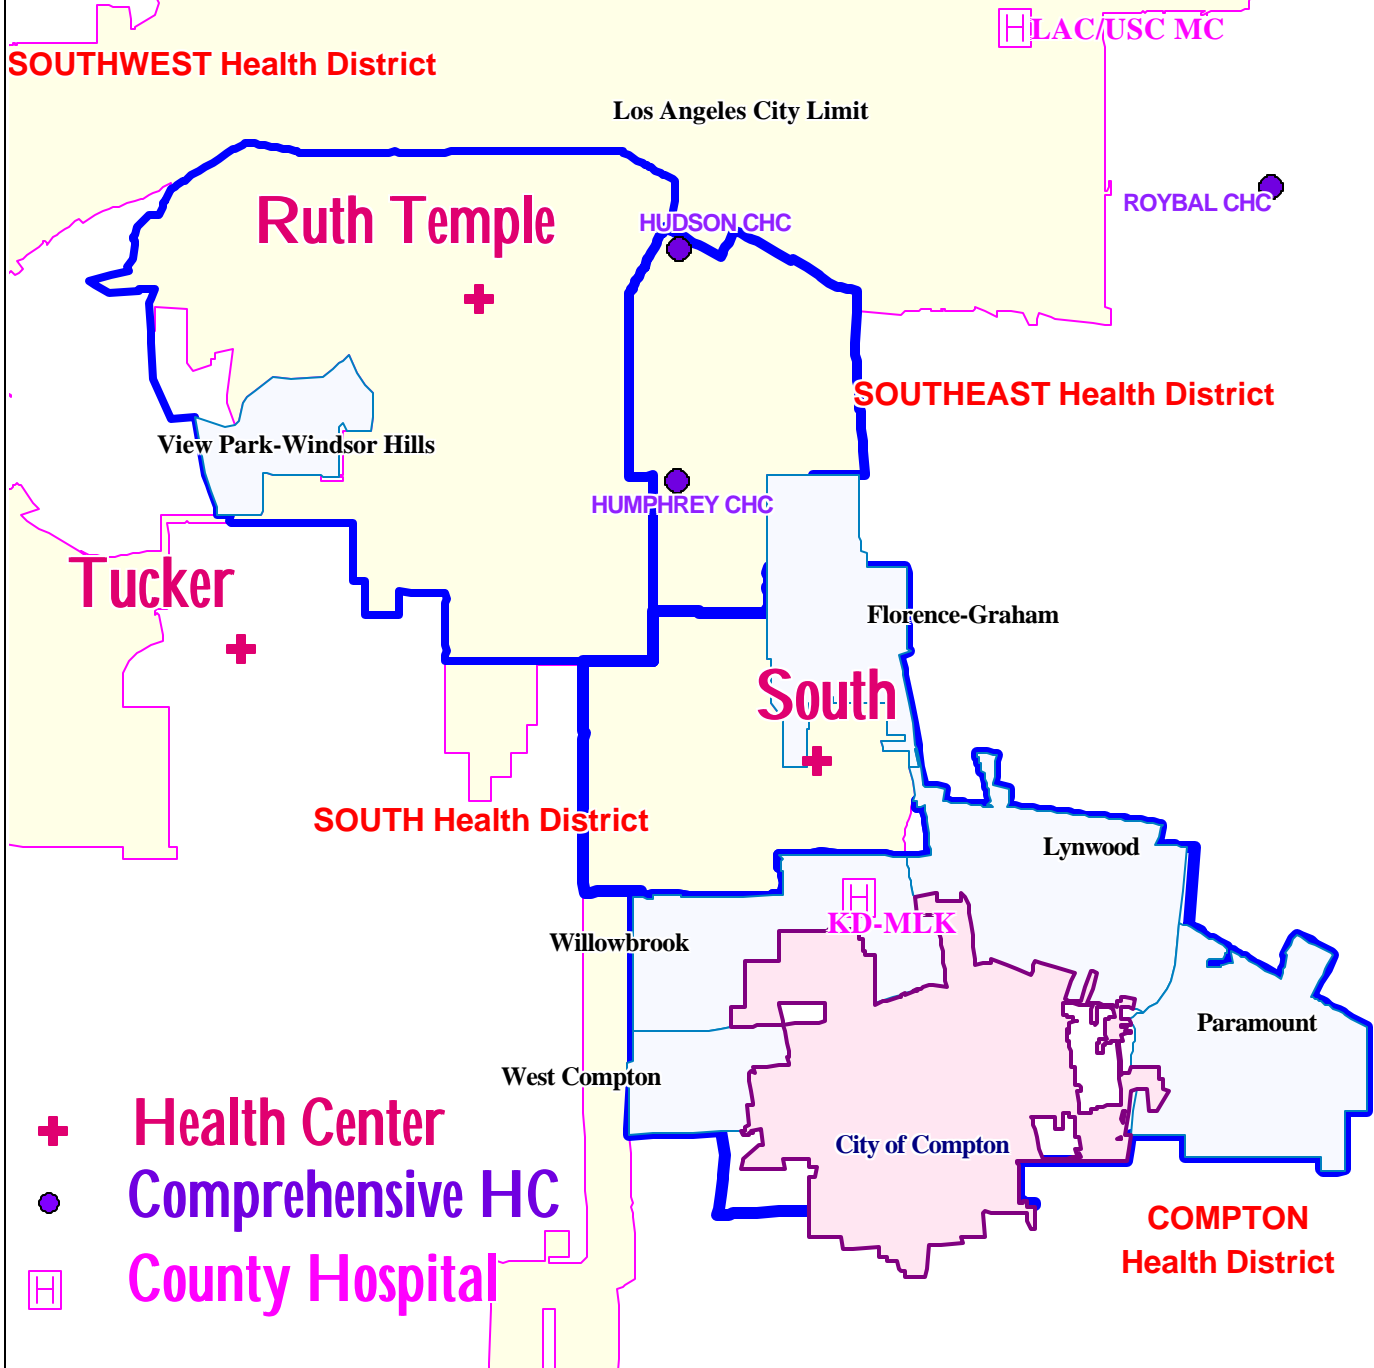 LAC/USC MC
SOUTHWEST Health District
Los Angeles City Limit
ROYBAL CHC
Ruth Temple
HUDSON CHC
SOUTHEAST Health District
View Park-Windsor Hills
HUMPHREY CHC
Tucker
Florence-Graham
South
SOUTH Health District
Lynwood
H
KD-MLK
Willowbrook
Paramount
West Compton
Health Center
City of Compton
Comprehensive HC
COMPTON
Health District
H
County Hospital
H